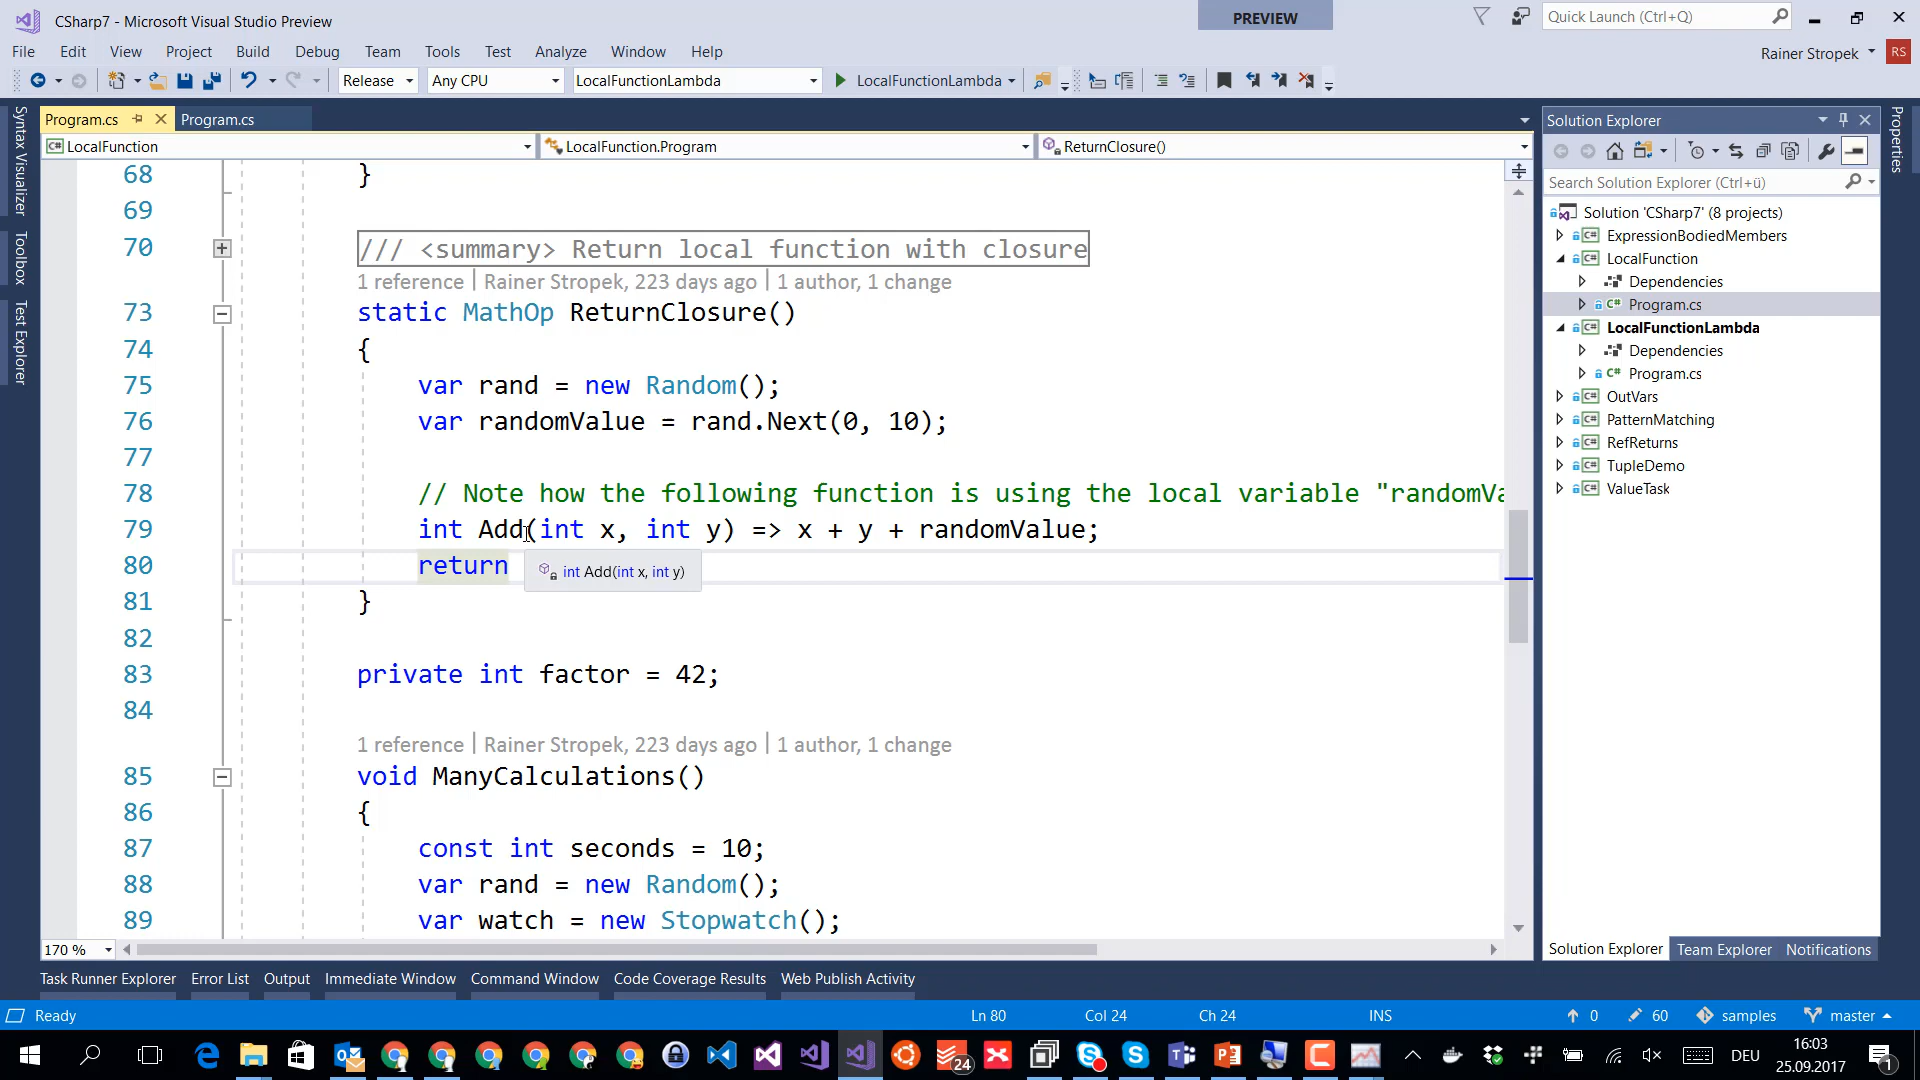 CSharp7 - Microsoft Visual Studio Preview
PREVIEW
Quick Launch (Ctrl+Q)
File Edit View Project Build Debug Team Tools Test Analyze Window Help
Rainer Stropek
RS
Release
Any CPU
LocalFunctionLambda
LocalFunctionLambda
Syntax Visualizer
Toolbox
Test Explorer
Program.cs
Program.cs
LocalFunction
LocalFunction.Program
ReturnClosure()
68 }
69
70 /// <summary> Return local function with closure
1 reference | Rainer Stropek, 223 days ago | 1 author, 1 change
73 static MathOp ReturnClosure()
74 {
75 var rand = new Random();
76 var randomValue = rand.Next(0, 10);
77
78 // Note how the following function is using the local variable "randomVa
79 int Add(int x, int y) => x + y + randomValue;
80 return
int Add(int x, int y)
81 }
82
83 private int factor = 42;
84
1 reference | Rainer Stropek, 223 days ago | 1 author, 1 change
85 void ManyCalculations()
86 {
87 const int seconds = 10;
88 var rand = new Random();
89 var watch = new Stopwatch();
170 %
Solution Explorer
Search Solution Explorer (Ctrl+ü)
Solution 'CSharp7' (8 projects)
ExpressionBodiedMembers
LocalFunction
Dependencies
Program.cs
LocalFunctionLambda
Dependencies
Program.cs
OutVars
PatternMatching
RefReturns
TupleDemo
ValueTask
Properties
Solution Explorer Team Explorer Notifications
Task Runner Explorer Error List Output Immediate Window Command Window Code Coverage Results Web Publish Activity
Ready
Ln 80 Col 24 Ch 24 INS 0 60 samples master
24
DEU
16:03
25.09.2017
1